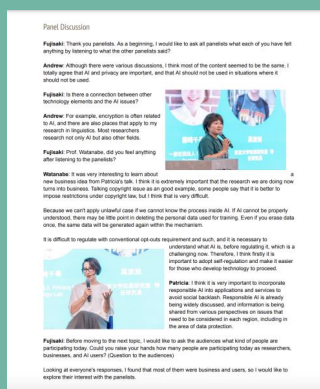 Panel Discussion
Fujisaki: Thank you panelists. As a beginning, I would like to ask all panelists what each of you have felt
anything by listening to what the other panelists said?
Andrew: Although there were various discussions, I think most of the content seemed to be the same. I
totally agree that AI and privacy are important, and that AI should not be used in situations where it
should not be used.
Fujisaki: Is there a connection between other
technology elements and the AI issues?
Andrew: For example, encryption is often related
to AI, and there are also places that apply to my
research in linguistics. Most researchers
research not only AI but also other fields.
Fujisaki: Prof. Watanabe, did you feel anything
after listening to the panelists?
Watanabe: It was very interesting to learn about a
new business idea from Patricia's talk. I think it is extremely important that the research we are doing now
turns into business. Talking copyright issue as an good example, some people say that it is better to
impose restrictions under copyright law, but I think that is very difficult.
Because we can't apply unlawful case if we cannot know the process inside AI. If AI cannot be properly
understood, there may be little point in deleting the personal data used for training. Even if you erase data
once, the same data will be generated again within the mechanism.
It is difficult to regulate with conventional opt-outs requirement and such, and it is necessary to
understand what AI is, before regulating it, which is a
challenging now. Therefore, I think firstly it is
important to adopt self-regulation and make it easier
for those who develop technology to proceed.
Patricia: I think it is very important to incorporate
responsible AI into applications and services to
avoid social backlash. Responsible AI is already
being widely discussed, and information is being
shared from various perspectives on issues that
need to be considered in each region, including in
the area of data protection.
Fujisaki: Before moving to the next topic, I would like to ask the audiences what kind of people are
participating today. Could you raise your hands how many people are participating today as researchers,
businesses, and AI users? (Question to the audiences)
Looking at everyone's responses, I found that most of them were business and users, so I would like to
explore their interest with the panelists.